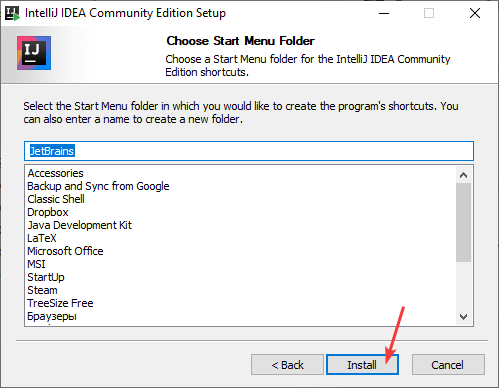 IntelliJ IDEA Community Edition Setup
IJ
Choose Start Menu Folder
Choose a Start Menu folder for the IntelliJ IDEA Community
Edition shortcuts.
Select the Start Menu folder in which you would like to create the program's shortcuts. You
can also enter a name to create a new folder.
JetBrains
Accessories
Backup and Sync from Google
Classic Shell
Dropbox
Java Development Kit
LaTeX
Microsoft Office
MSI
StartUp
Steam
TreeSize Free
Браузеры
< Back
Install
Cancel